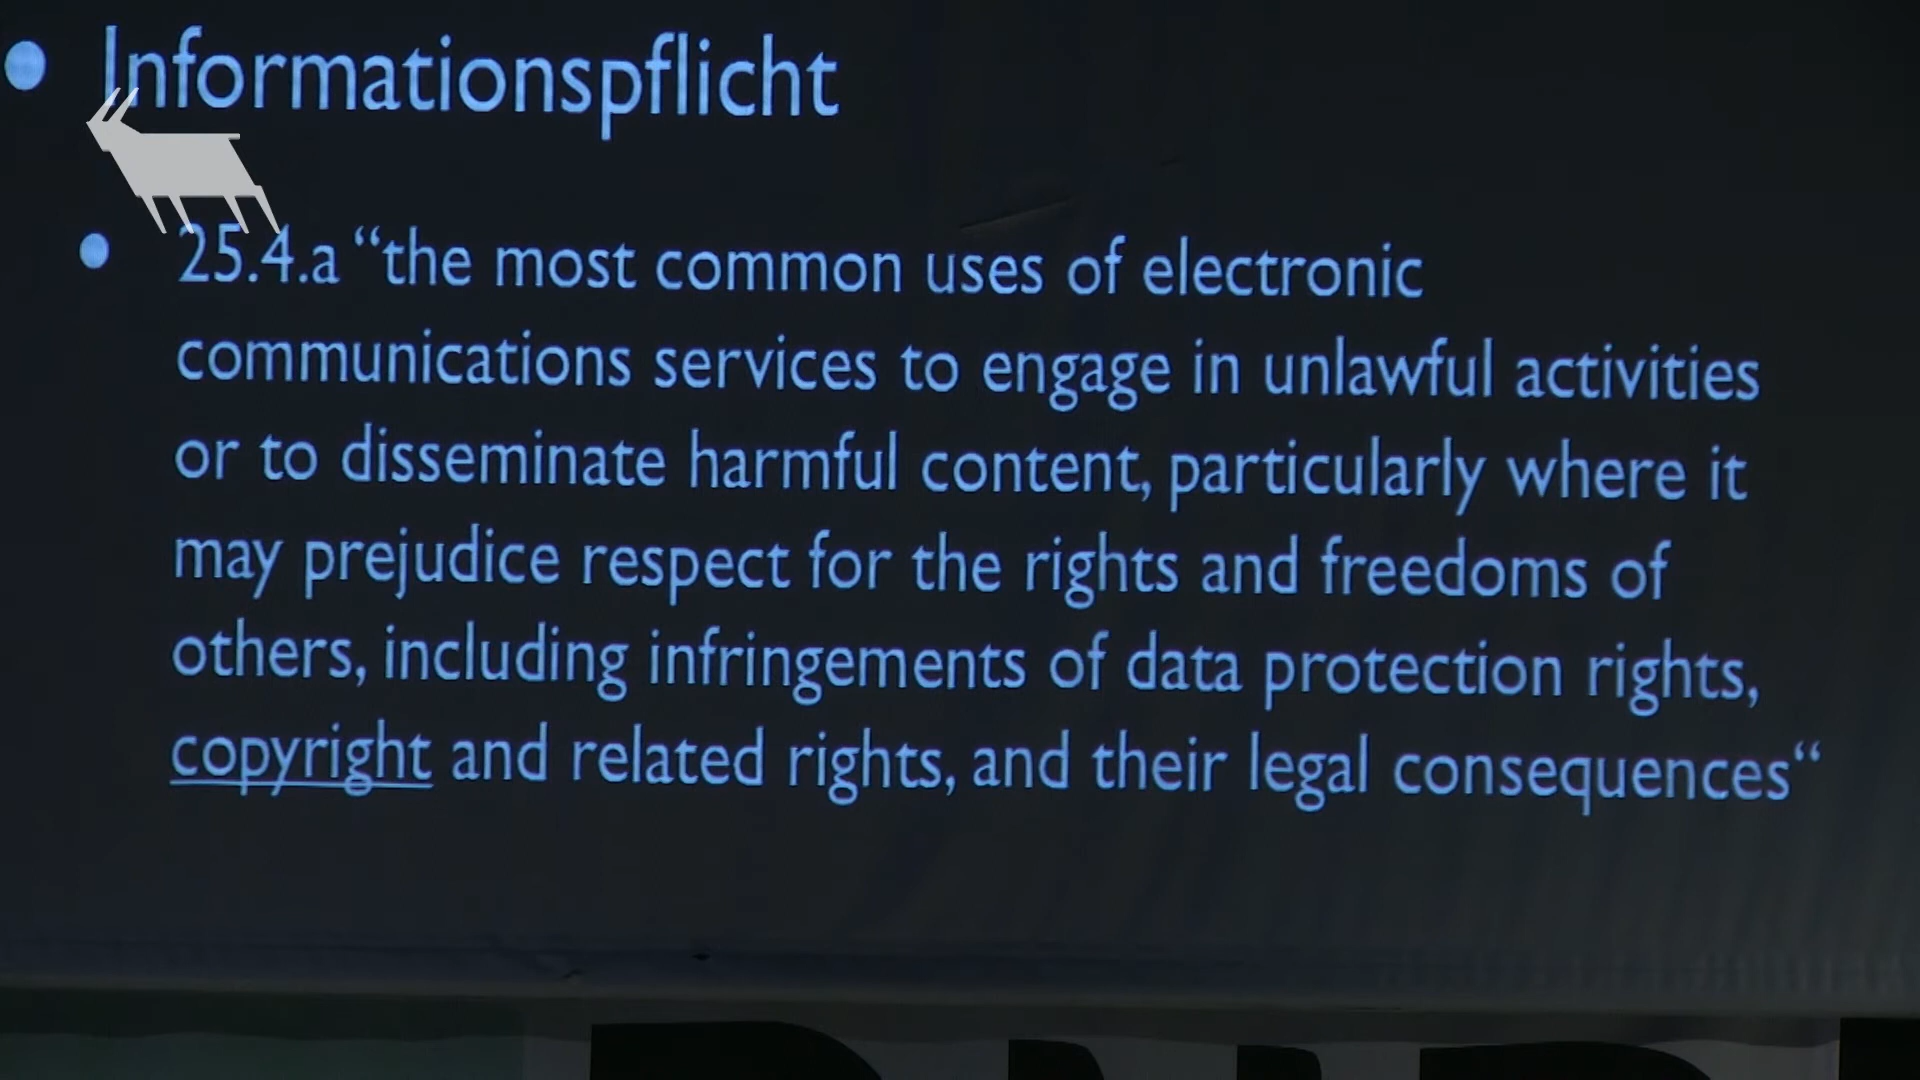 • Informationspflicht
• 25.4.a “the most common uses of electronic
communications services to engage in unlawful activities
or to disseminate harmful content, particularly where it
may prejudice respect for the rights and freedoms of
others, including infringements of data protection rights,
copyright and related rights, and their legal consequences“